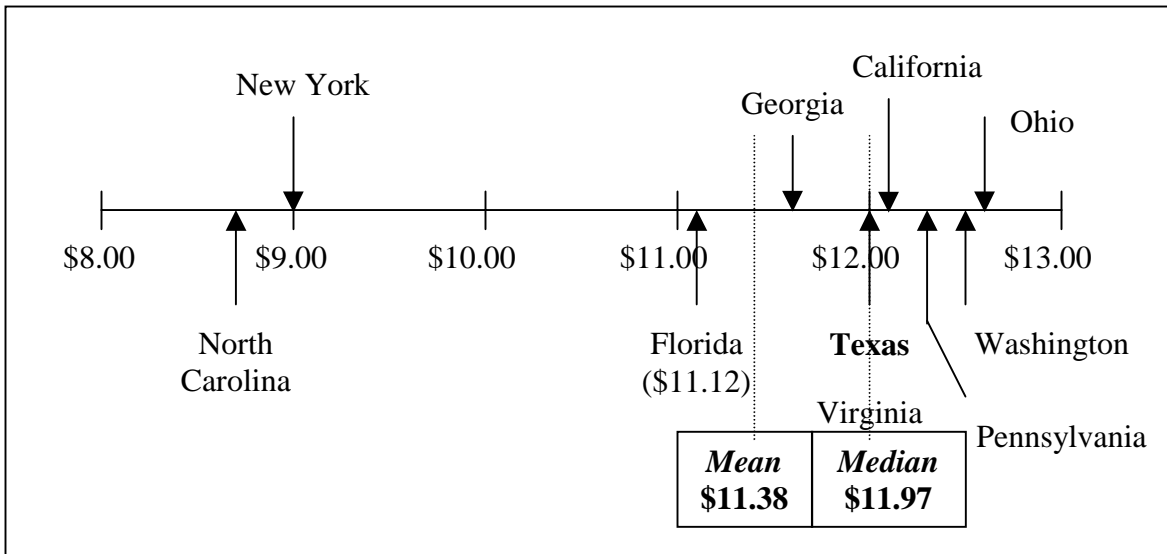 California
New York
Georgia
Ohio
$8.00 $9.00 $10.00 $11.00 $12.00 $13.00
North
Carolina
Florida
($11.12)
Texas
Washington
Virginia
Pennsylvania
Mean
$11.38
Median
$11.97